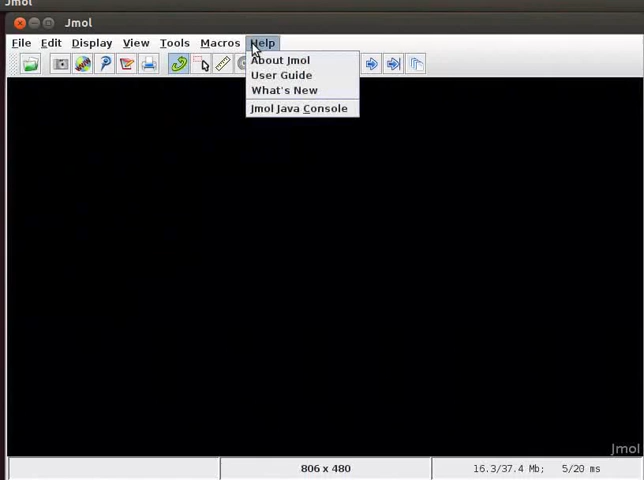 Jmol
Jmol
File Edit Display View Tools Macros Help
About Jmol
User Guide
What's New
Jmol Java Console
Jmol
806 x 480
16.3/37.4 Mb; 5/20 ms